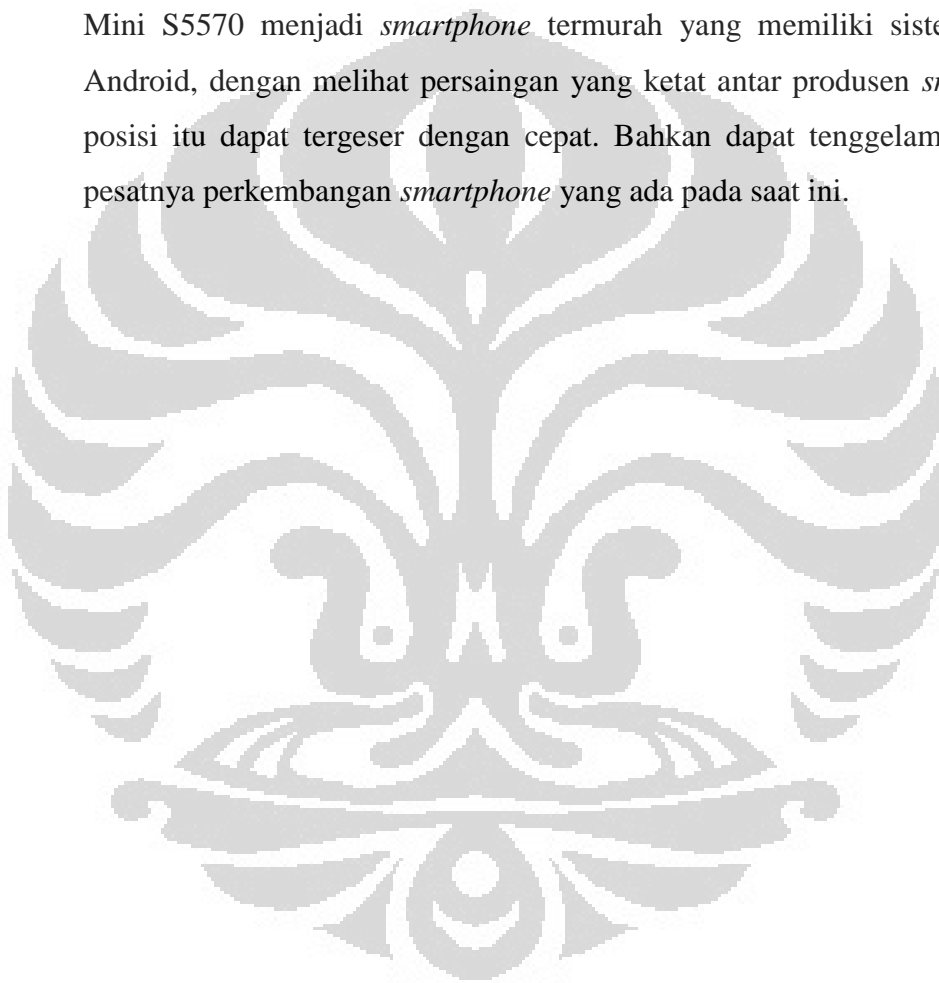 Mini S5570 menjadi smartphone termurah yang memiliki siste
Android, dengan melihat persaingan yang ketat antar produsen s
posisi itu dapat tergeser dengan cepat. Bahkan dapat tenggelam
pesatnya perkembangan smartphone yang ada pada saat ini.